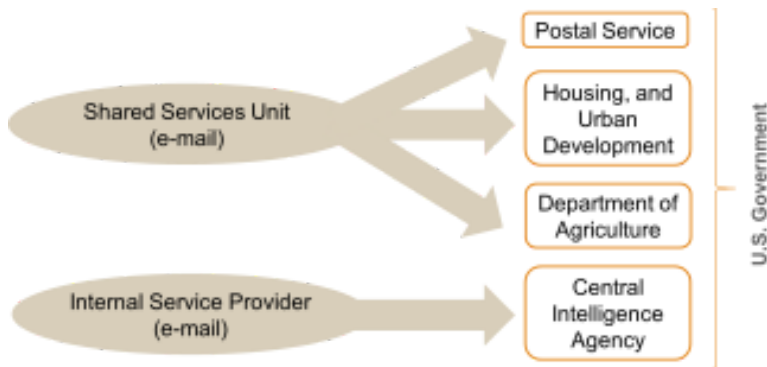 Postal Service
Shared Services Unit
(e-mail)
Housing, and
Urban
Development
Department of
Agriculture
Internal Service Provider
(e-mail)
Central
Intelligence
Agency
U.S. Government